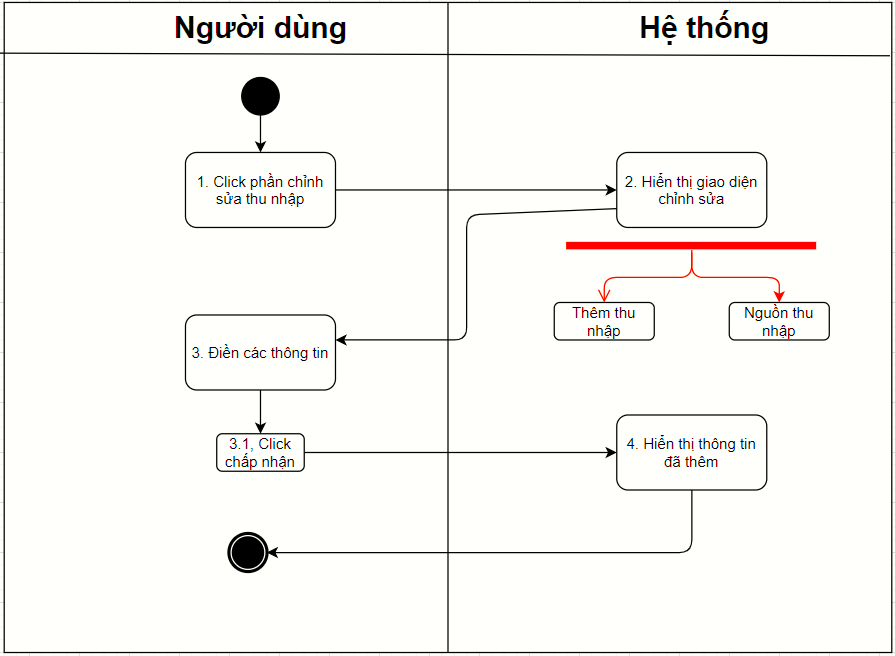 Người dùng
Hệ thống
1. Click phần chỉnh
sửa thu nhập
2. Hiển thị giao diện
chỉnh sửa
Thêm thu
nhập
Nguồn thu
nhập
3. Điền các thông tin
3.1, Click
chấp nhận
4. Hiển thị thông tin
đã thêm